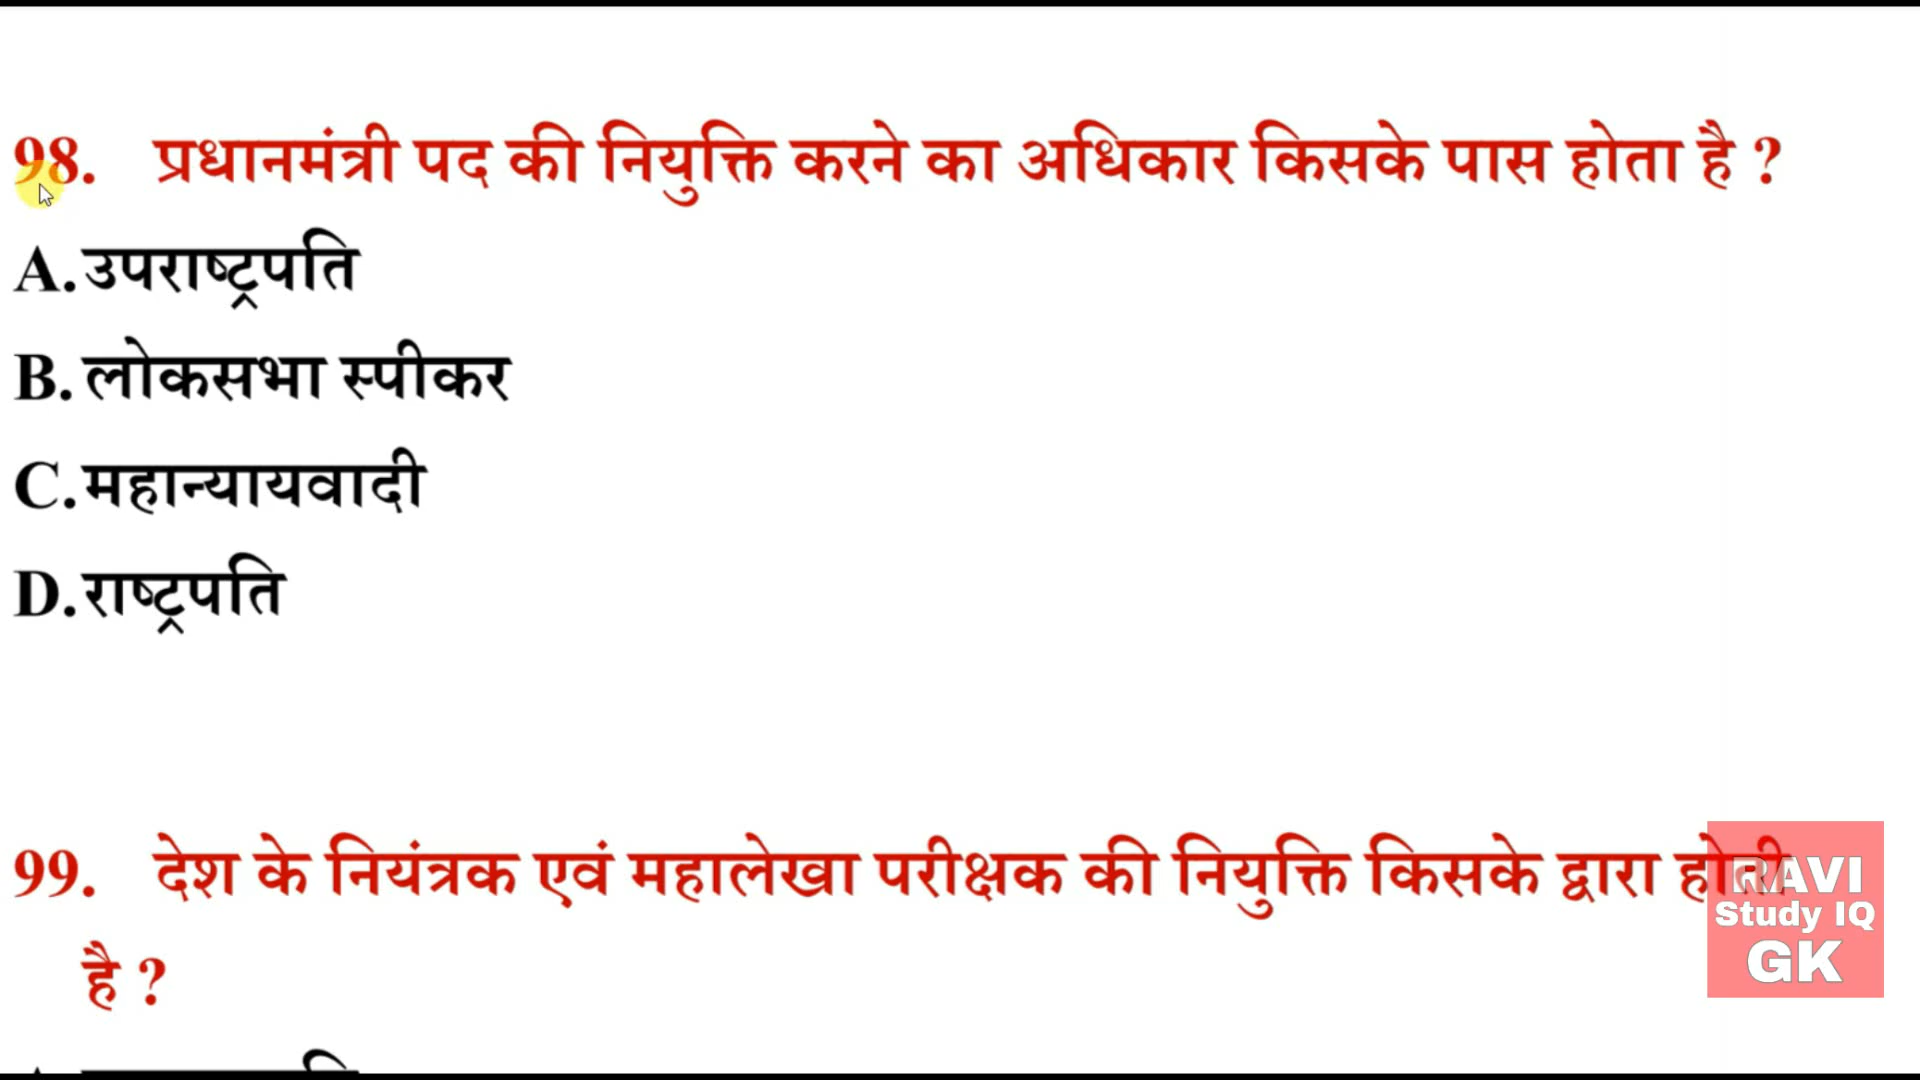 98. प्रधानमंत्री पद की नियुक्ति करने का अधिकार किसके पास होता है ?
A. उपराष्ट्रपति
B. लोकसभा स्पीकर
C. महान्यायवादी
D. राष्ट्रपति
99. देश के नियंत्रक एवं महालेखा परीक्षक की नियुक्ति किसके द्वारा होती
है ?
RAVI
Study IQ
GK